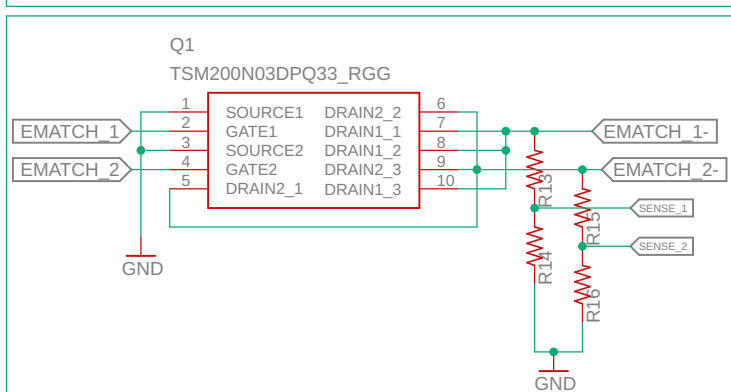 Q1
TSM200N03DPQ33_RGG
1 SOURCE1 DRAIN2_2 6
2 GATE1 DRAIN1_1 7
3 SOURCE2 DRAIN1_2 8
4 GATE2 DRAIN2_3 9
5 DRAIN2_1 DRAIN1_3 10
EMATCH_1
EMATCH_2
EMATCH_1-
EMATCH_2-
R13
R15
SENSE_1
SENSE_2
R14
R16
GND
GND